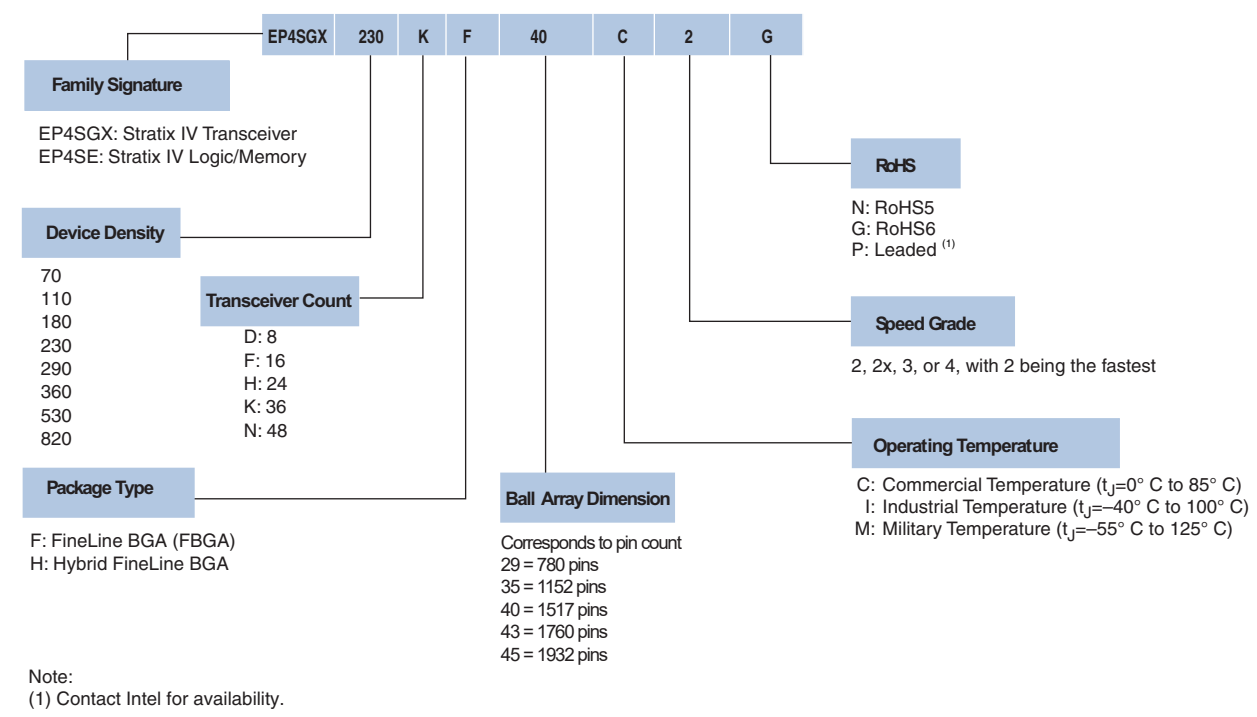 EP4SGX 230 K F 40 C 2 G
Family Signature
EP4SGX: Stratix IV Transceiver
EP4SE: Stratix IV Logic/Memory
Device Density
70
110
180
230
290
360
530
820
Transceiver Count
D: 8
F: 16
H: 24
K: 36
N: 48
Package Type
F: FineLine BGA (FBGA)
H: Hybrid FineLine BGA
Ball Array Dimension
Corresponds to pin count
29 = 780 pins
35 = 1152 pins
40 = 1517 pins
43 = 1760 pins
45 = 1932 pins
RoHS
N: RoHS5
G: RoHS6
P: Leaded (1)
Speed Grade
2, 2x, 3, or 4, with 2 being the fastest
Operating Temperature
C: Commercial Temperature (tJ=0° C to 85° C)
I: Industrial Temperature (tJ=–40° C to 100° C)
M: Military Temperature (tJ=–55° C to 125° C)
Note:
(1) Contact Intel for availability.